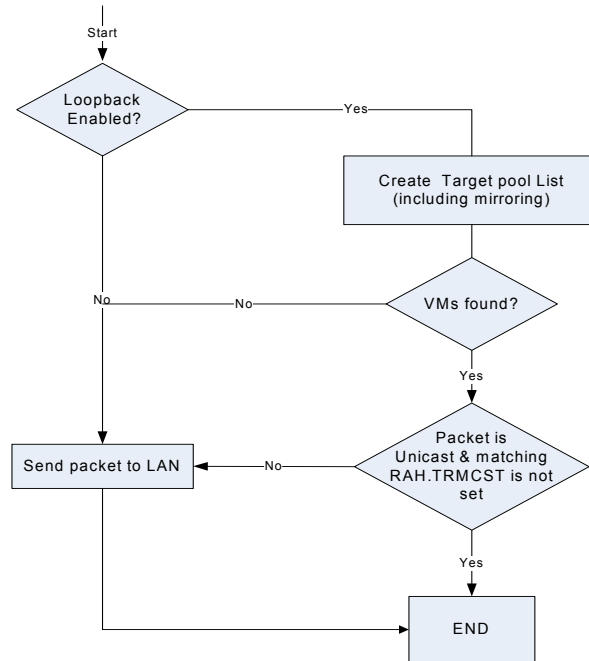 Start
Loopback
Enabled?
Yes
Create Target pool List
(including mirroring)
No
No
VMs found?
Yes
Packet is
Unicast & matching
RAH.TRMCST is not
set
No
Send packet to LAN
Yes
END